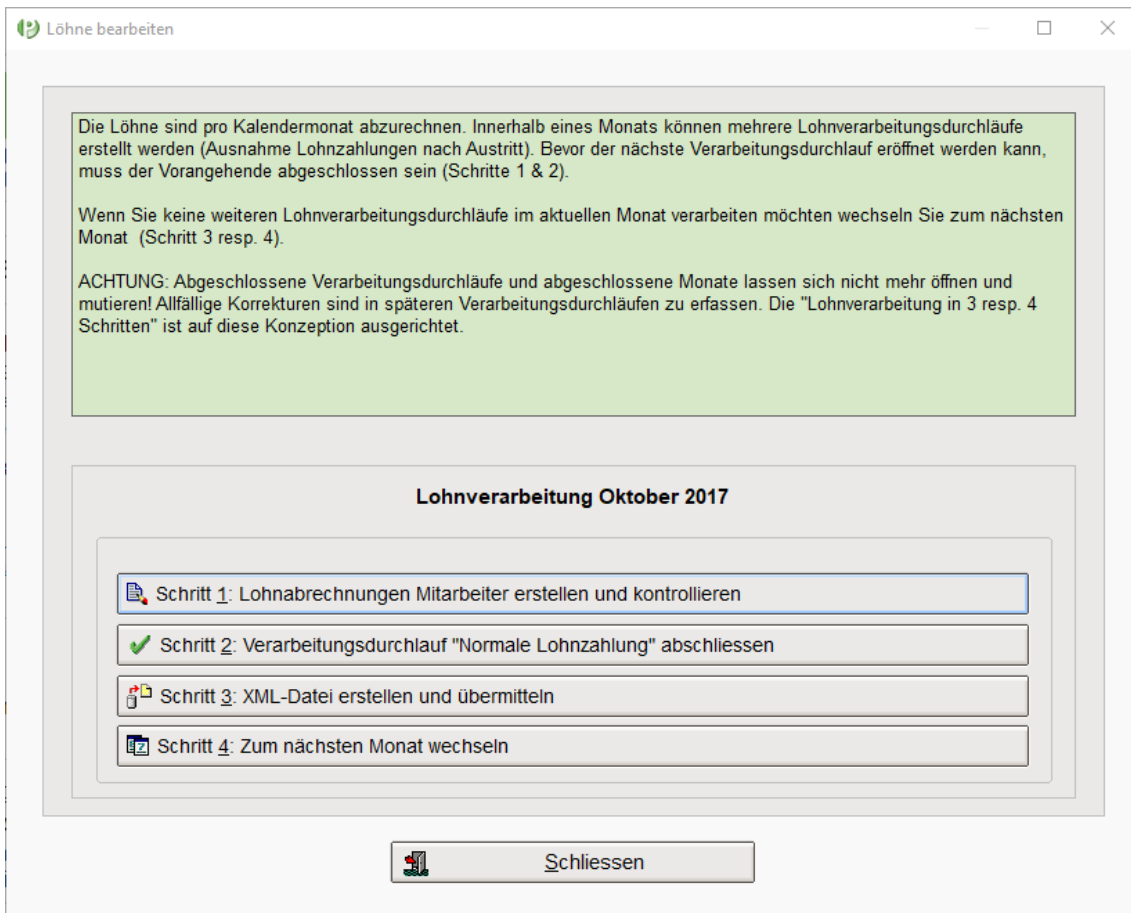 Löhne bearbeiten
Die Löhne sind pro Kalendermonat abzurechnen. Innerhalb eines Monats können mehrere Lohnverarbeitungsdurchläufe
erstellt werden (Ausnahme Lohnzahlungen nach Austritt). Bevor der nächste Verarbeitungsdurchlauf eröffnet werden kann,
muss der Vorangehende abgeschlossen sein (Schritte 1 & 2).
Wenn Sie keine weiteren Lohnverarbeitungsdurchläufe im aktuellen Monat verarbeiten möchten wechseln Sie zum nächsten
Monat (Schritt 3 resp. 4).
ACHTUNG: Abgeschlossene Verarbeitungsdurchläufe und abgeschlossene Monate lassen sich nicht mehr öffnen und
mutieren! Allfällige Korrekturen sind in späteren Verarbeitungsdurchläufen zu erfassen. Die "Lohnverarbeitung in 3 resp. 4
Schritten" ist auf diese Konzeption ausgerichtet.
Lohnverarbeitung Oktober 2017
Schritt 1: Lohnabrechnungen Mitarbeiter erstellen und kontrollieren
Schritt 2: Verarbeitungsdurchlauf "Normale Lohnzahlung" abschliessen
Schritt 3: XML-Datei erstellen und übermitteln
Schritt 4: Zum nächsten Monat wechseln
Schliessen